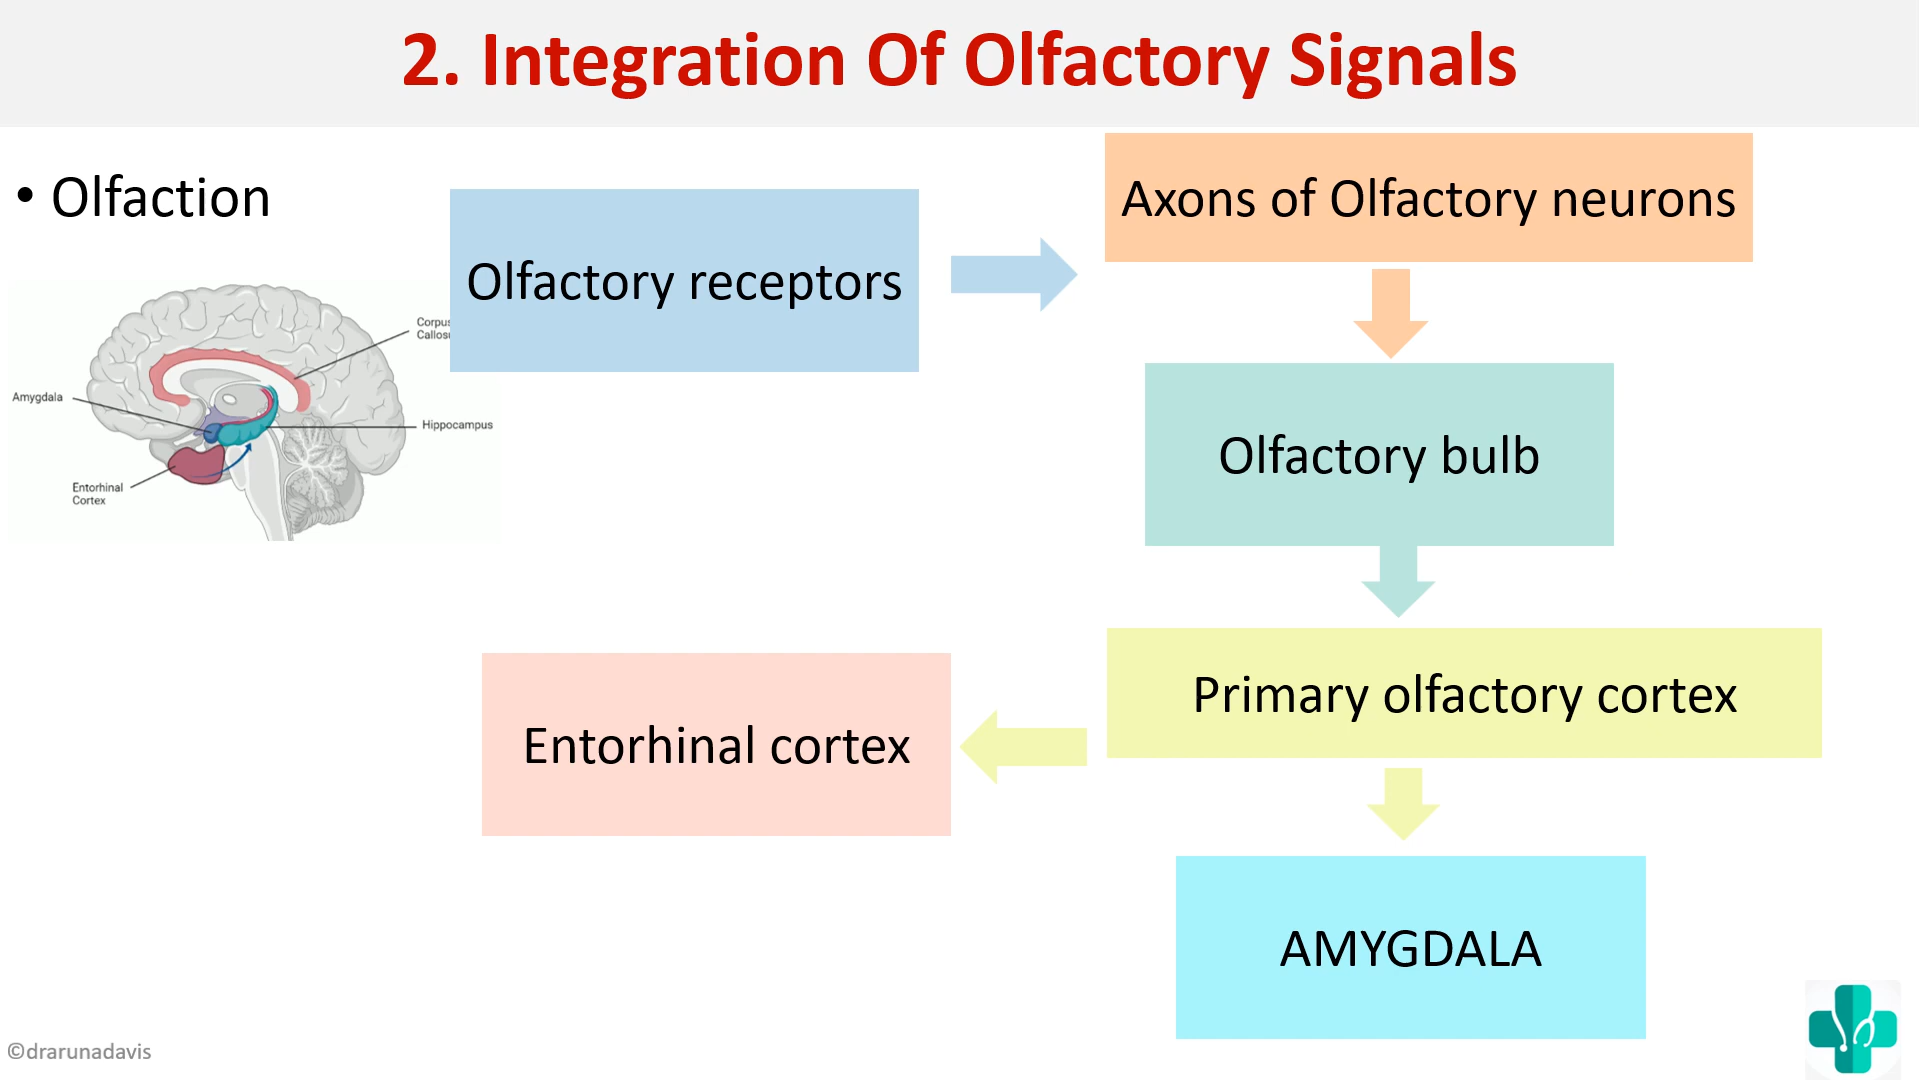 2. Integration Of Olfactory Signals
• Olfaction
Olfactory receptors
Axons of Olfactory neurons
Olfactory bulb
Primary olfactory cortex
Entorhinal cortex
AMYGDALA
Corpus
Amygdala
Hippocampus
Entorhinal
Cortex
©drarunadavis